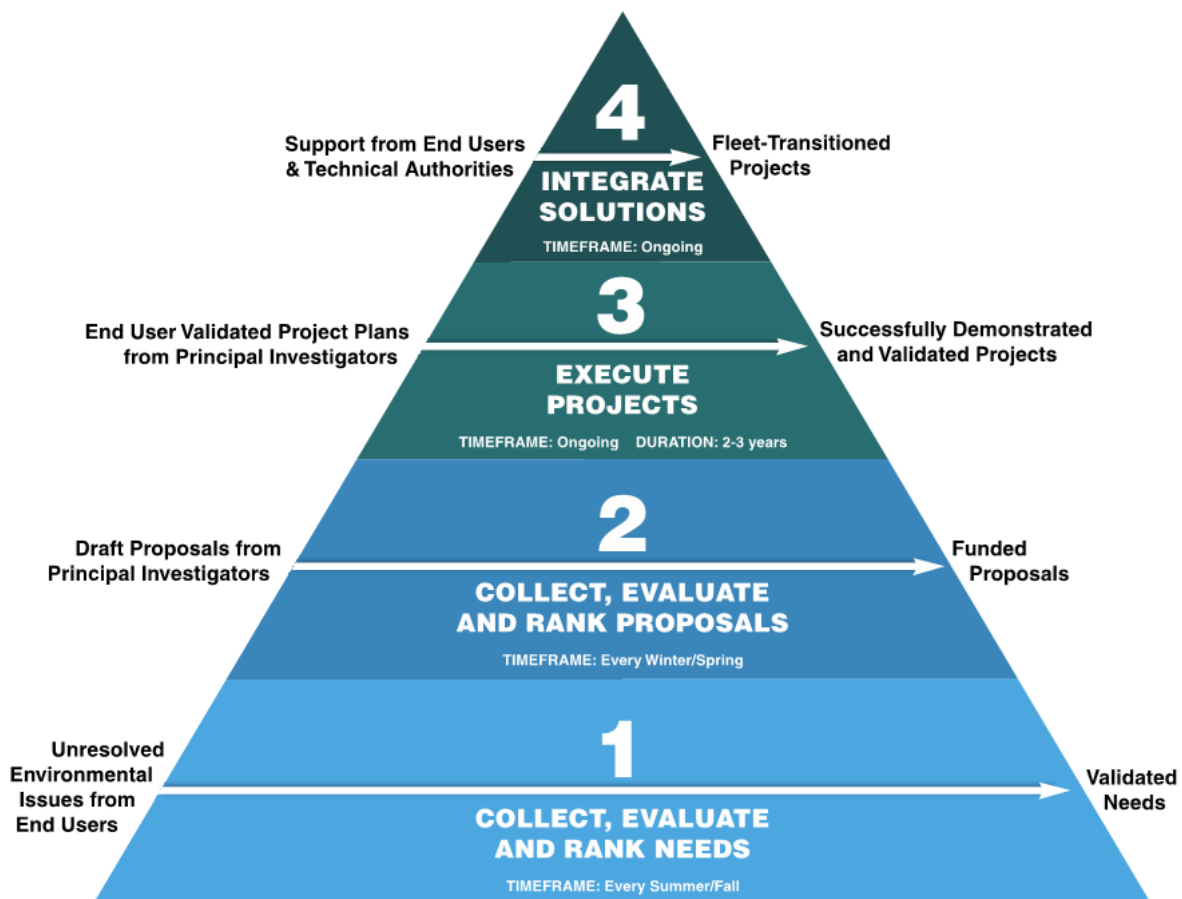 4
Support from End Users
& Technical Authorities
Fleet-Transitioned
Projects
INTEGRATE
SOLUTIONS
TIMEFRAME: Ongoing
3
End User Validated Project Plans
from Principal Investigators
Successfully Demonstrated
and Validated Projects
EXECUTE
PROJECTS
TIMEFRAME: Ongoing DURATION: 2-3 years
2
Draft Proposals from
Principal Investigators
Funded
Proposals
COLLECT, EVALUATE
AND RANK PROPOSALS
TIMEFRAME: Every Winter/Spring
1
Unresolved
Environmental
Issues from
End Users
Validated
Needs
COLLECT, EVALUATE
AND RANK NEEDS
TIMEFRAME: Every Summer/Fall